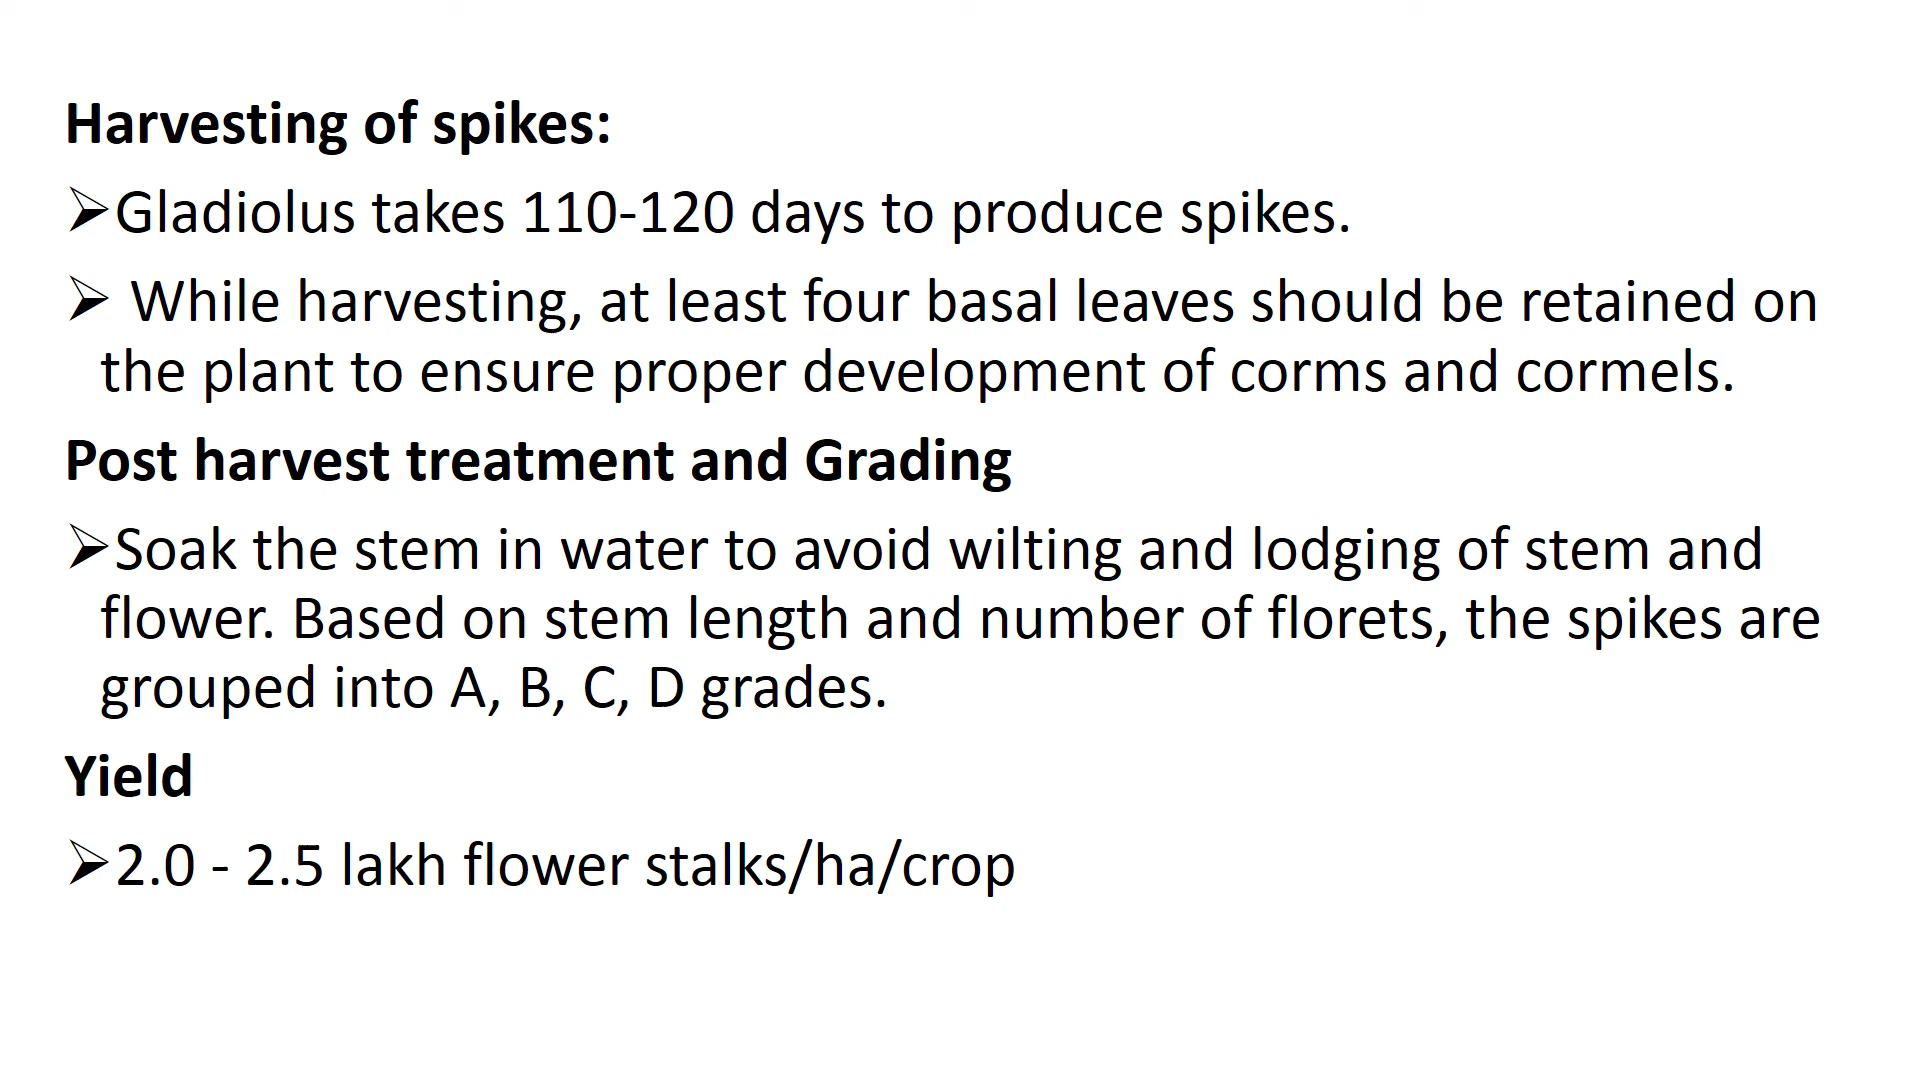 Harvesting of spikes:
➢Gladiolus takes 110-120 days to produce spikes.
➢ While harvesting, at least four basal leaves should be retained on
the plant to ensure proper development of corms and cormels.
Post harvest treatment and Grading
➢Soak the stem in water to avoid wilting and lodging of stem and
flower. Based on stem length and number of florets, the spikes are
grouped into A, B, C, D grades.
Yield
➢2.0 - 2.5 lakh flower stalks/ha/crop